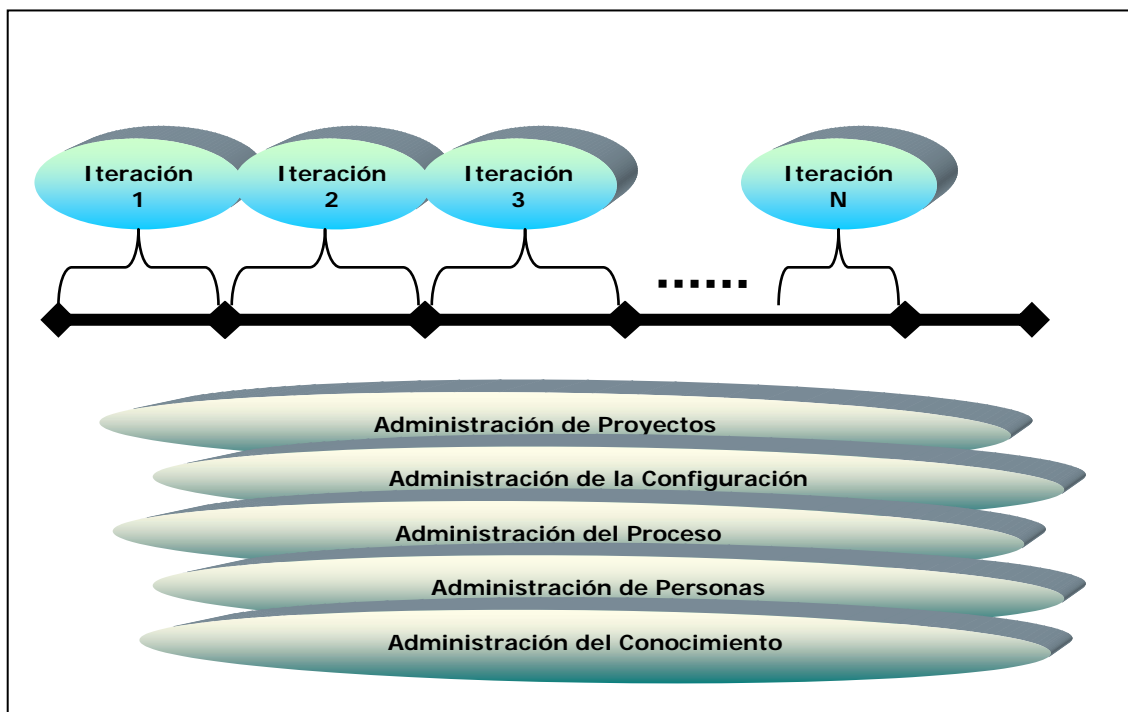 Iteración
1
Iteración
2
Iteración
3
Iteración
N
......
Administración de Proyectos
Administración de la Configuración
Administración del Proceso
Administración de Personas
Administración del Conocimiento